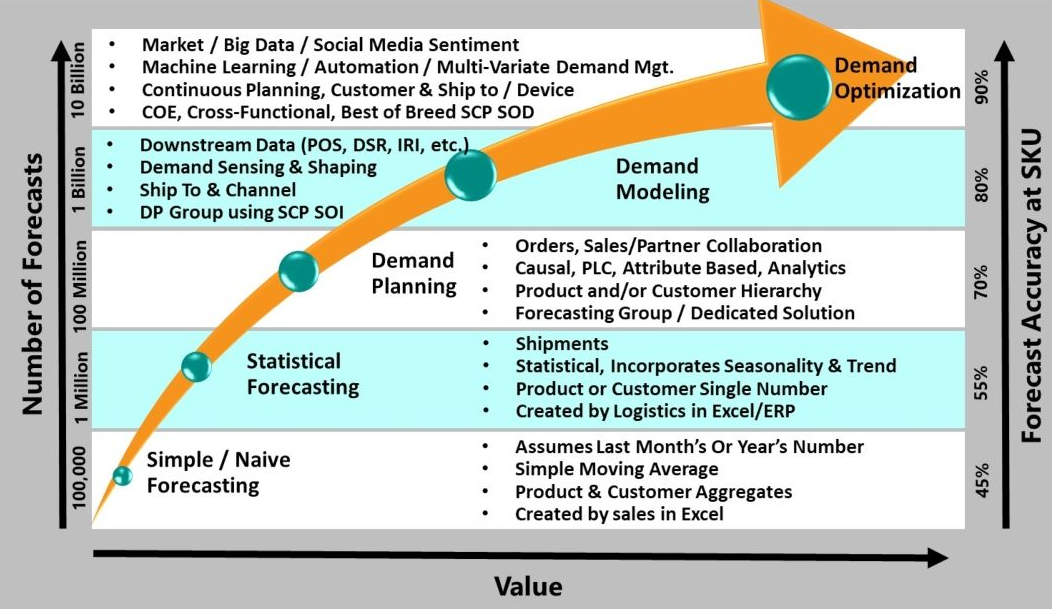 Number of Forecasts
10 Billion
• Market / Big Data / Social Media Sentiment
• Machine Learning / Automation / Multi-Variate Demand Mgt.
• Continuous Planning, Customer & Ship to / Device
• COE, Cross-Functional, Best of Breed SCP SOD
Demand
Optimization
90%
1 Billion
• Downstream Data (POS, DSR, IRI, etc.)
• Demand Sensing & Shaping
• Ship To & Channel
• DP Group using SCP SOI
Demand
Modeling
80%
100 Million
Demand
Planning
• Orders, Sales/Partner Collaboration
• Causal, PLC, Attribute Based, Analytics
• Product and/or Customer Hierarchy
• Forecasting Group / Dedicated Solution
70%
1 Million
Statistical
Forecasting
• Shipments
• Statistical, Incorporates Seasonality & Trend
• Product or Customer Single Number
• Created by Logistics in Excel/ERP
55%
100,000
Simple / Naive
Forecasting
• Assumes Last Month's Or Year's Number
• Simple Moving Average
• Product & Customer Aggregates
• Created by sales in Excel
45%
Forecast Accuracy at SKU
Value